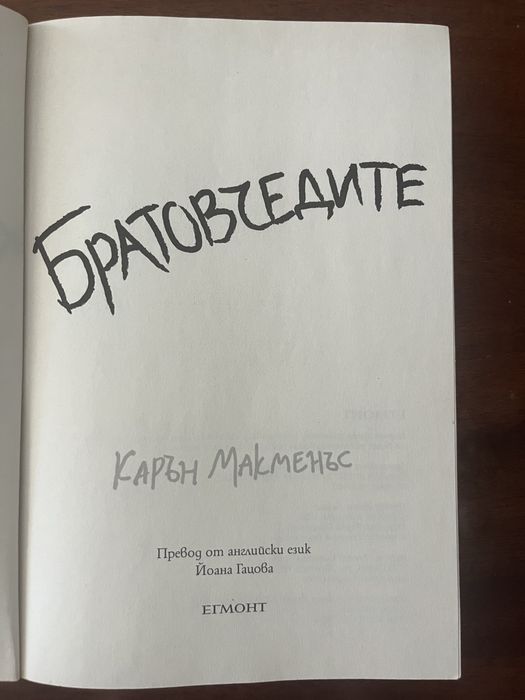 БРАТОВЧЕДИТЕ
КАРЪН МАКМЕНЪС
Превод от английски език
Йоана Гацова
ЕГМОНТ